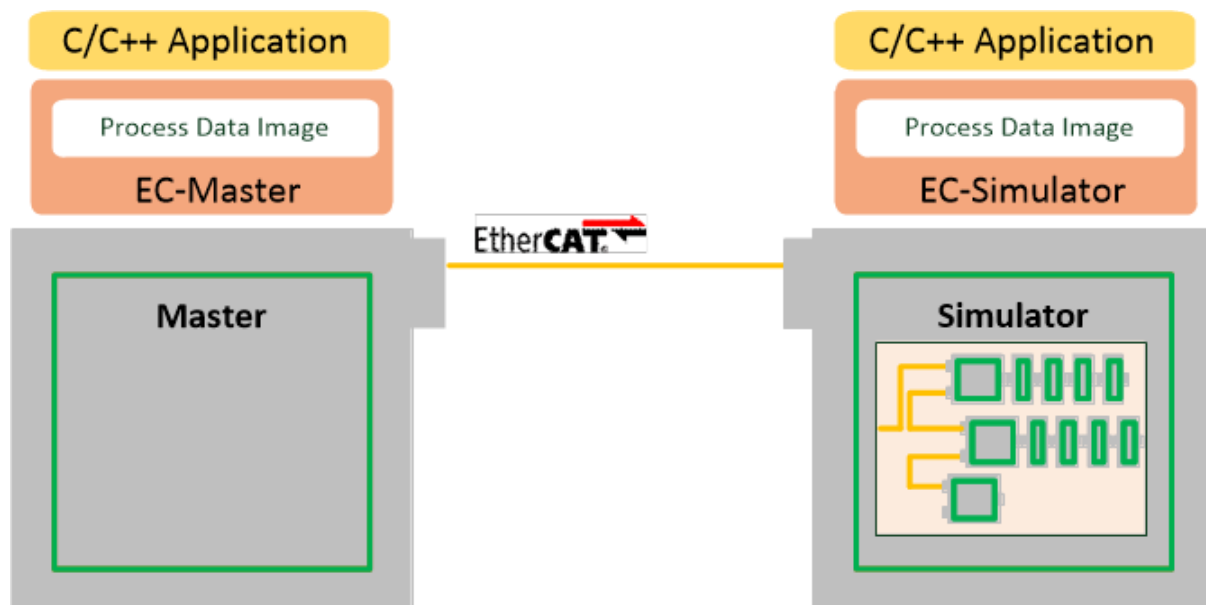 C/C++ Application
C/C++ Application
Process Data Image
Process Data Image
EC-Master
EC-Simulator
EtherCAT.
Master
Simulator